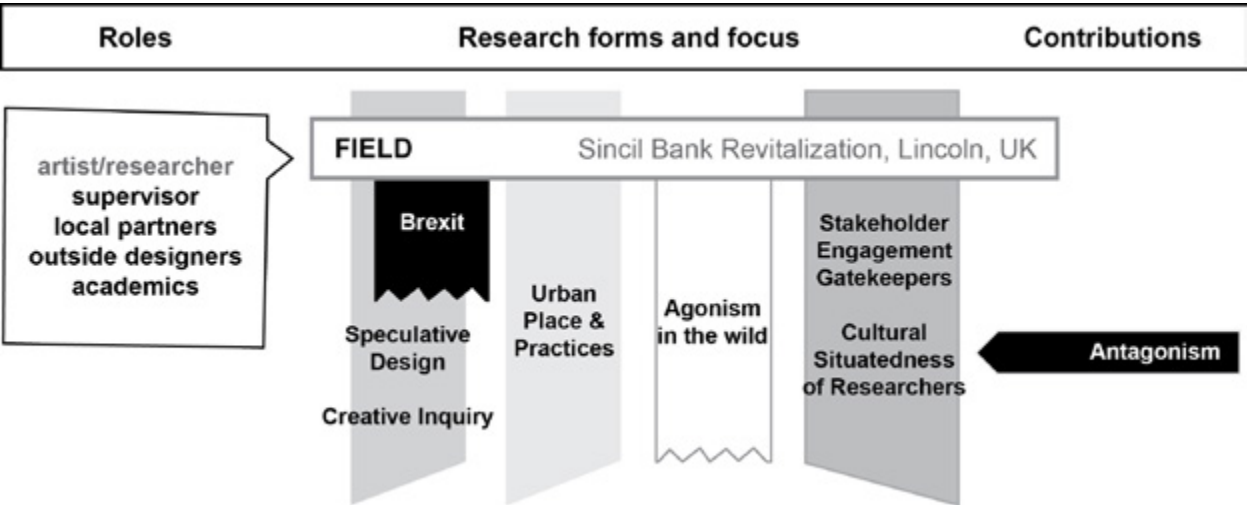 Roles
Research forms and focus
Contributions
artist/researcher
supervisor
local partners
outside designers
academics
FIELD
Sincil Bank Revitalization, Lincoln, UK
Brexit
Speculative
Design
Creative Inquiry
Urban
Place &
Practices
Agonism
in the wild
Stakeholder
Engagement
Gatekeepers
Cultural
Situatedness
of Researchers
Antagonism